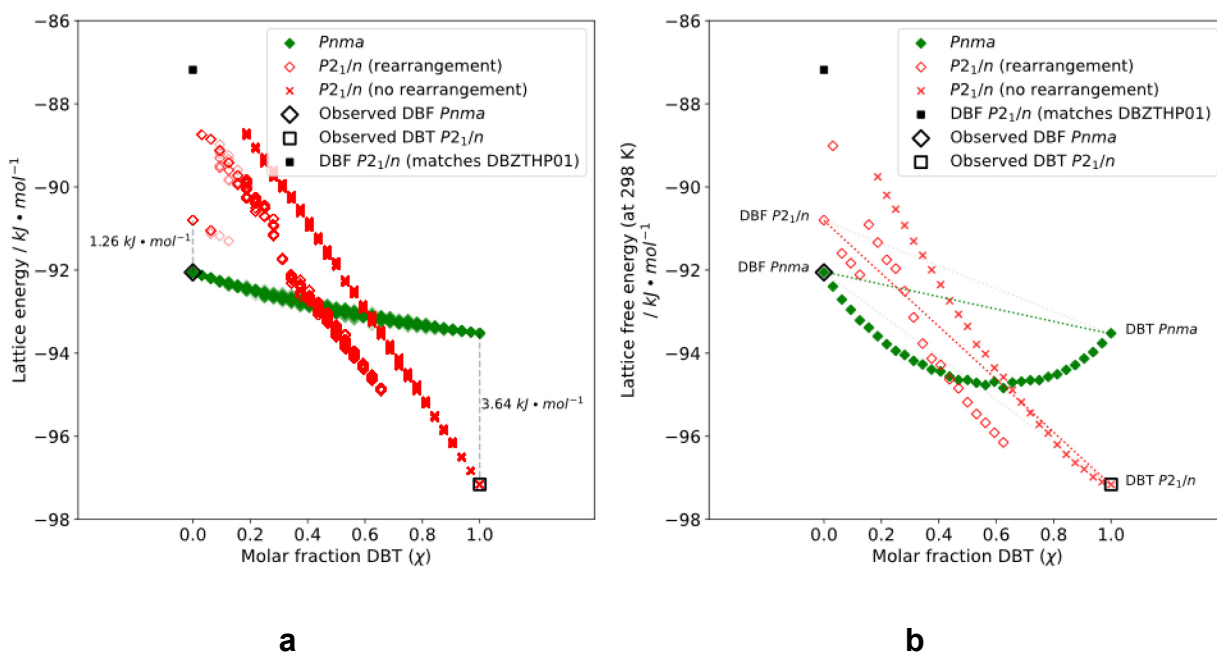 −86
−88
−90
−92
−94
−96
−98
Lattice energy / kJ • mol⁻¹
0.0 0.2 0.4 0.6 0.8 1.0
Molar fraction DBT (χ)
Pnma
P2₁/n (rearrangement)
P2₁/n (no rearrangement)
Observed DBF Pnma
Observed DBT P2₁/n
DBF P2₁/n (matches DBZTHP01)
1.26 kJ • mol⁻¹
3.64 kJ • mol⁻¹
a
−86
−88
−90
−92
−94
−96
−98
Lattice free energy (at 298 K)
/ kJ • mol⁻¹
0.0 0.2 0.4 0.6 0.8 1.0
Molar fraction DBT (χ)
Pnma
P2₁/n (rearrangement)
P2₁/n (no rearrangement)
DBF P2₁/n (matches DBZTHP01)
Observed DBF Pnma
Observed DBT P2₁/n
DBF P2₁/n
DBF Pnma
DBT Pnma
DBT P2₁/n
b